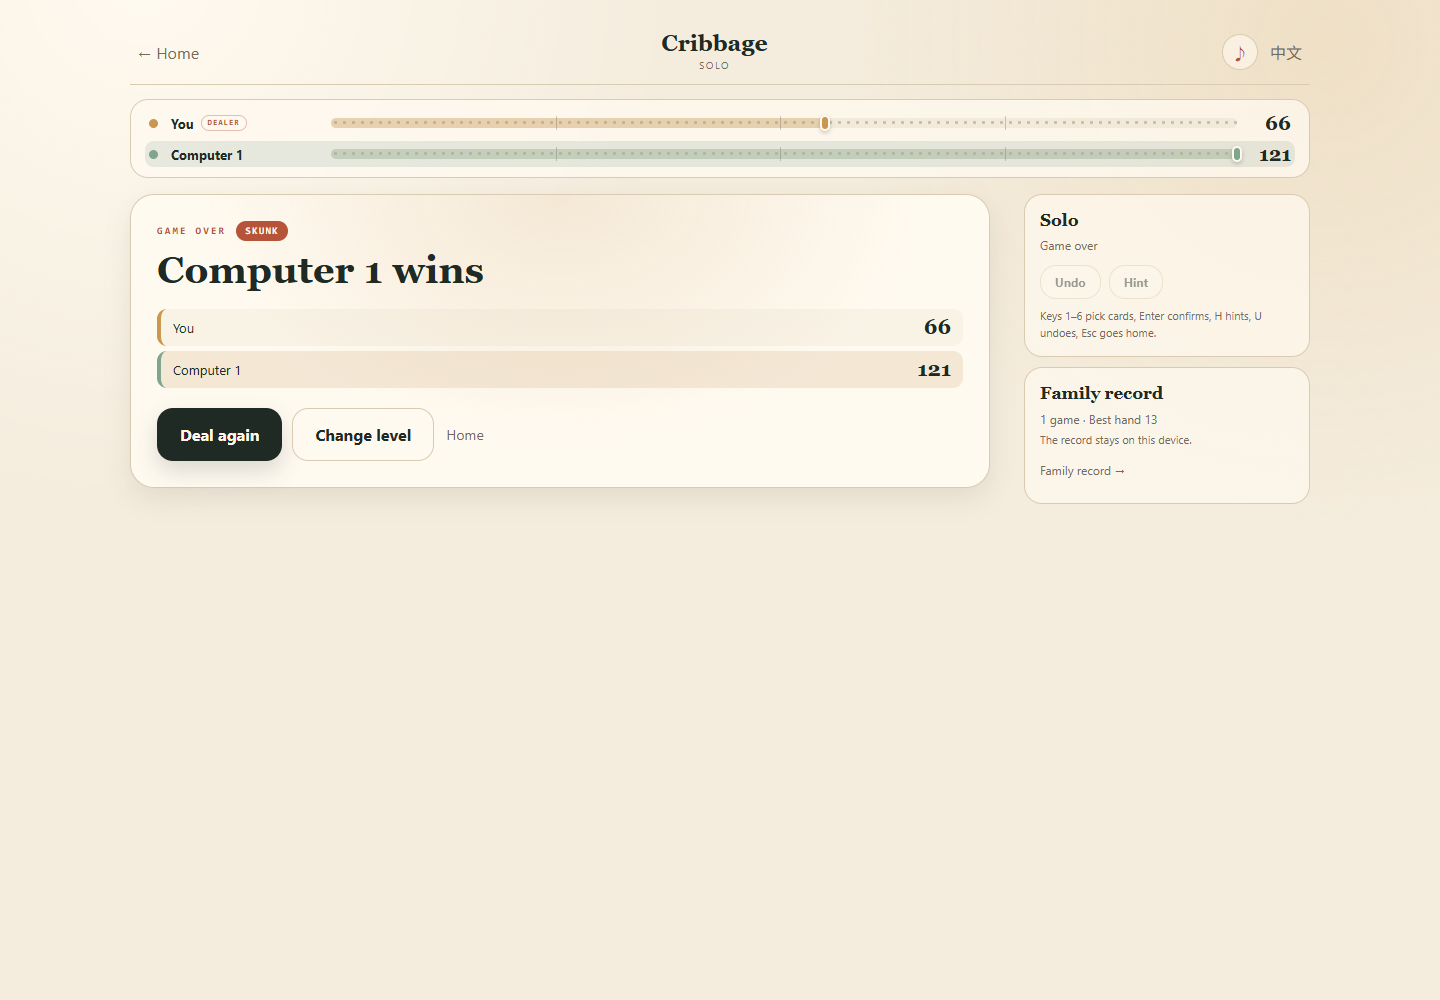 ← Home
Cribbage
SOLO
♪
中文
You DEALER 66
Computer 1 121
GAME OVER SKUNK
Computer 1 wins
You 66
Computer 1 121
Deal again Change level Home
Solo
Game over
Undo Hint
Keys 1–6 pick cards, Enter confirms, H hints, U
undoes, Esc goes home.
Family record
1 game · Best hand 13
The record stays on this device.
Family record →